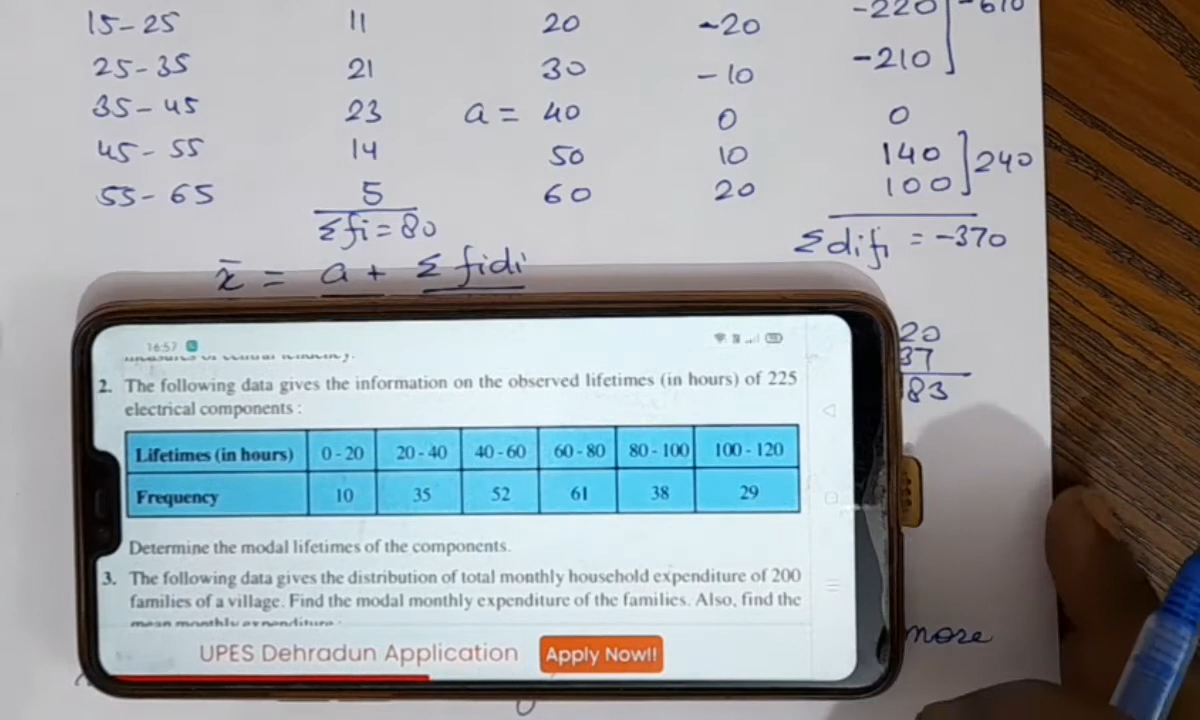 15-25 11 20 -20 -220
25-35 21 30 -10 -210
35-45 23 a = 40 0 0
45-55 14 50 10 140 240
55-65 5 60 20 100
Σfi = 80 Σdifi = -370
x̄ = a + Σfidi
20
37
83
16:57
2. The following data gives the information on the observed lifetimes (in hours) of 225
electrical components :
Lifetimes (in hours) 0 - 20 20 - 40 40 - 60 60 - 80 80 - 100 100 - 120
Frequency 10 35 52 61 38 29
Determine the modal lifetimes of the components.
3. The following data gives the distribution of total monthly household expenditure of 200
families of a village. Find the modal monthly expenditure of the families. Also, find the
mean monthly expenditure :
UPES Dehradun Application Apply Now!!
more